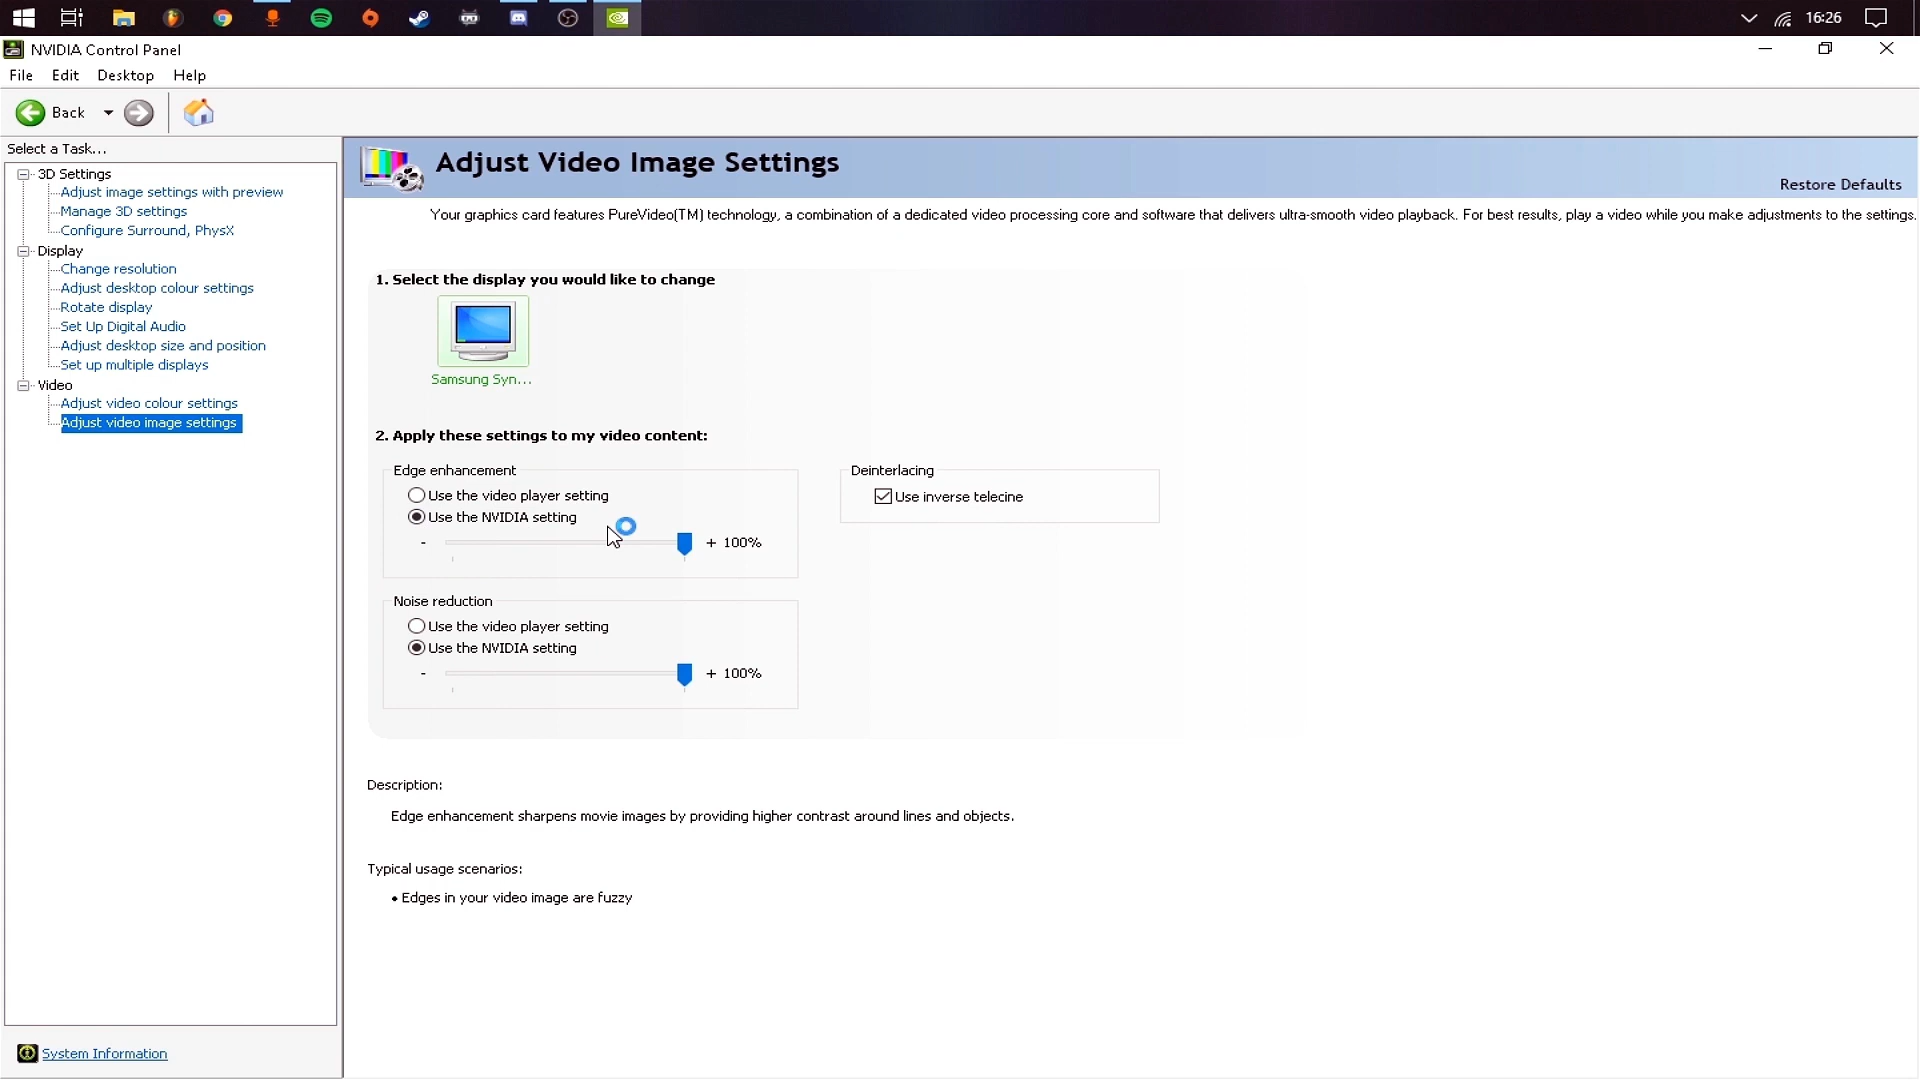 16:26
NVIDIA Control Panel
File Edit Desktop Help
Back
Select a Task...
3D Settings
Adjust image settings with preview
Manage 3D settings
Configure Surround, PhysX
Display
Change resolution
Adjust desktop colour settings
Rotate display
Set Up Digital Audio
Adjust desktop size and position
Set up multiple displays
Video
Adjust video colour settings
Adjust video image settings
System Information
Adjust Video Image Settings
Restore Defaults
Your graphics card features PureVideo(TM) technology, a combination of a dedicated video processing core and software that delivers ultra-smooth video playback. For best results, play a video while you make adjustments to the settings.
1. Select the display you would like to change
Samsung Syn...
2. Apply these settings to my video content:
Edge enhancement
Use the video player setting
Use the NVIDIA setting
- + 100%
Deinterlacing
Use inverse telecine
Noise reduction
Use the video player setting
Use the NVIDIA setting
- + 100%
Description:
Edge enhancement sharpens movie images by providing higher contrast around lines and objects.
Typical usage scenarios:
• Edges in your video image are fuzzy